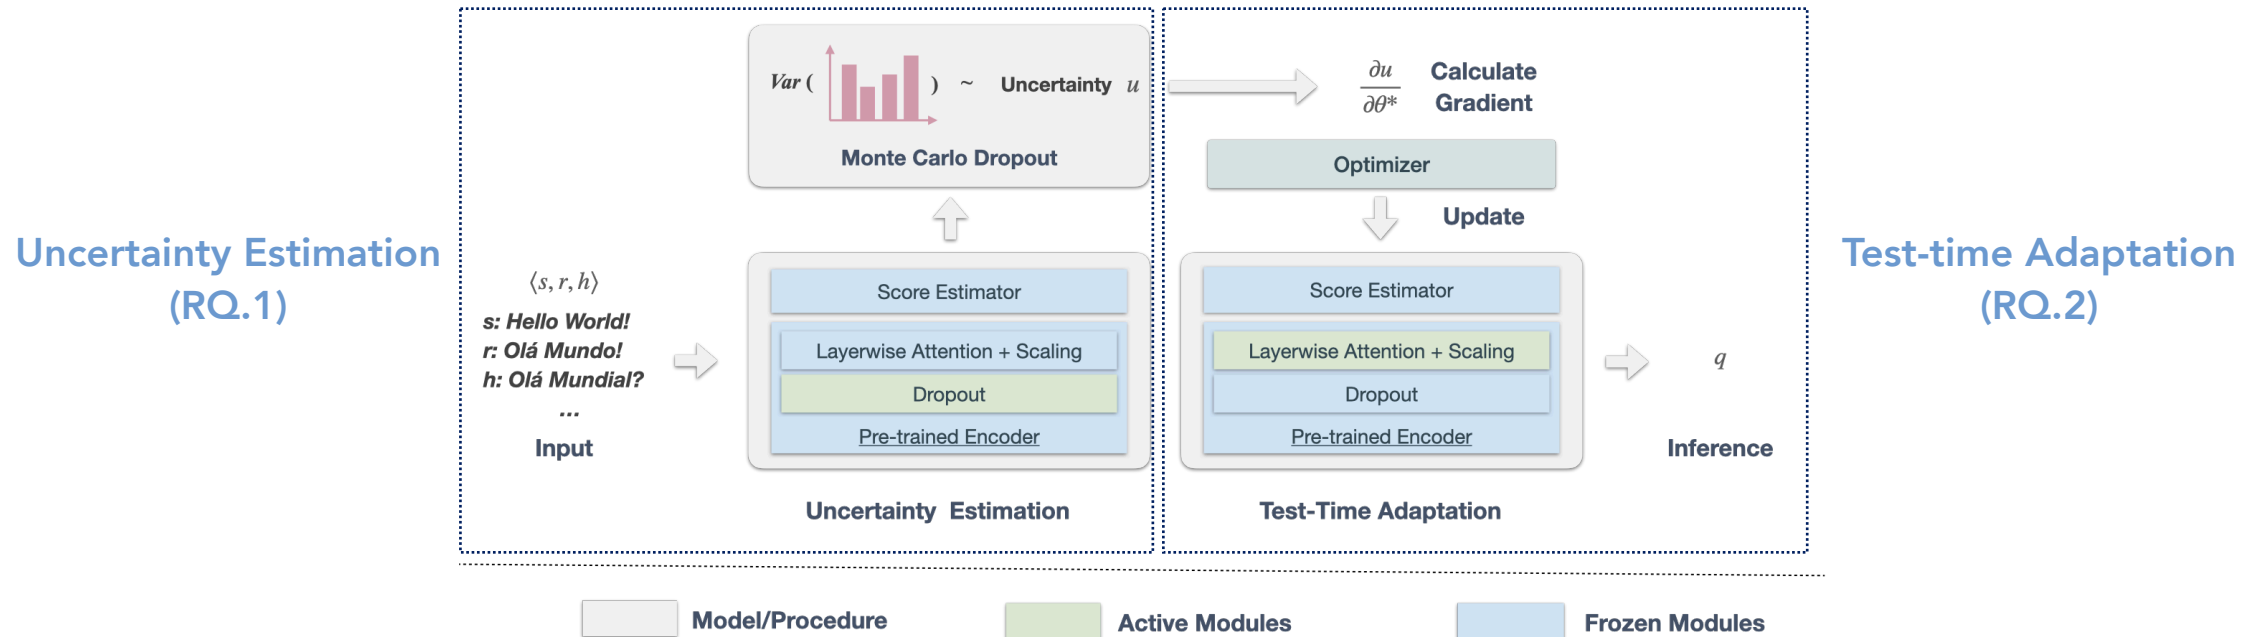 Uncertainty Estimation
(RQ.1)
⟨s, r, h⟩
s: Hello World!
r: Olá Mundo!
h: Olá Mundial?
...
Input
Var ( ) ~ Uncertainty u
Monte Carlo Dropout
Score Estimator
Layerwise Attention + Scaling
Dropout
Pre-trained Encoder
Uncertainty Estimation
∂u
∂θ*
Calculate
Gradient
Optimizer
Update
Score Estimator
Layerwise Attention + Scaling
Dropout
Pre-trained Encoder
Test-Time Adaptation
q
Inference
Test-time Adaptation
(RQ.2)
Model/Procedure
Active Modules
Frozen Modules